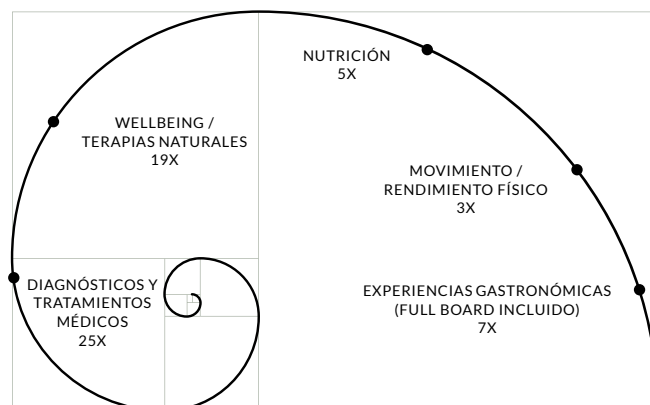 NUTRICIÓN
5X
WELLBEING /
TERAPIAS NATURALES
19X
MOVIMIENTO /
RENDIMIENTO FÍSICO
3X
DIAGNÓSTICOS Y
TRATAMIENTOS
MÉDICOS
25X
EXPERIENCIAS GASTRONÓMICAS
(FULL BOARD INCLUIDO)
7X